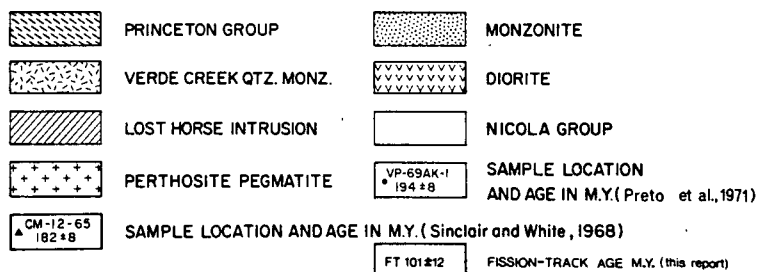 PRINCETON GROUP
MONZONITE
VERDE CREEK QTZ. MONZ.
DIORITE
LOST HORSE INTRUSION
NICOLA GROUP
PERTHOSITE PEGMATITE
VP-69AK-1
194±8
SAMPLE LOCATION
AND AGE IN M.Y. (Preto et al., 1971)
CM-12-65
182±8
SAMPLE LOCATION AND AGE IN M.Y. (Sinclair and White, 1968)
FT 101±12
FISSION-TRACK AGE M.Y. (this report)